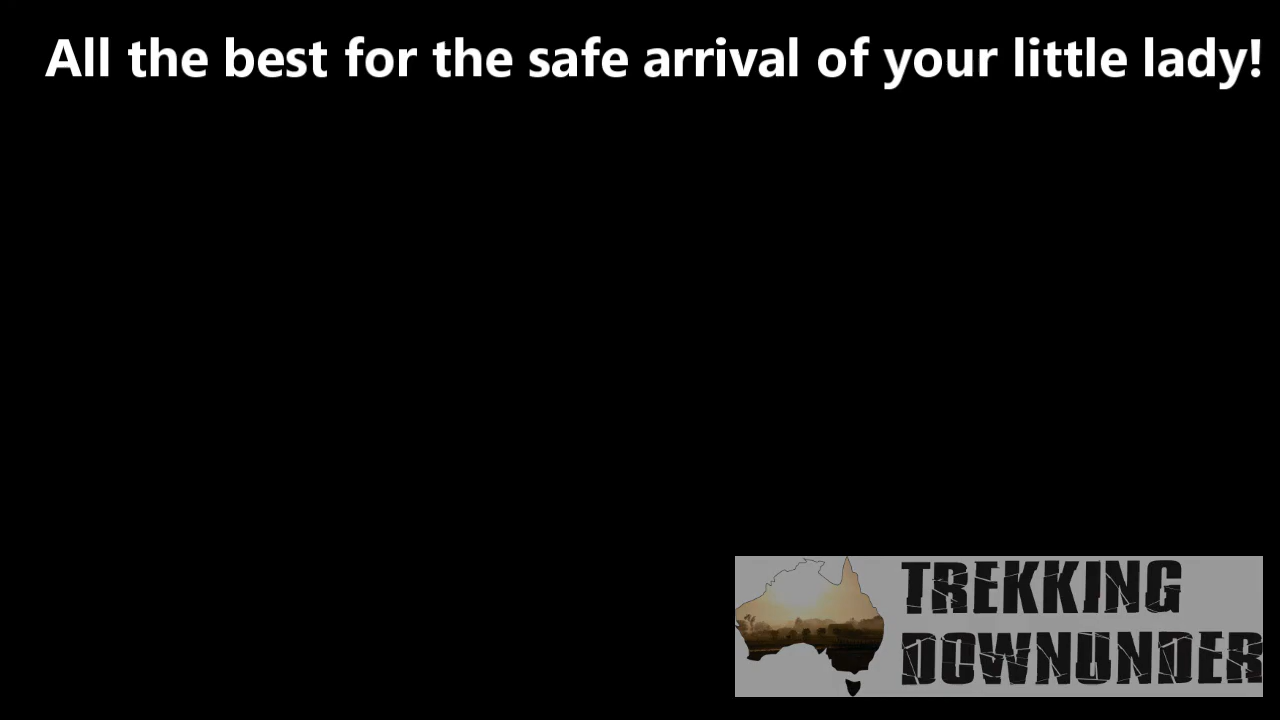 All the best for the safe arrival of your little lady!
TREKKING
DOWNUNDER